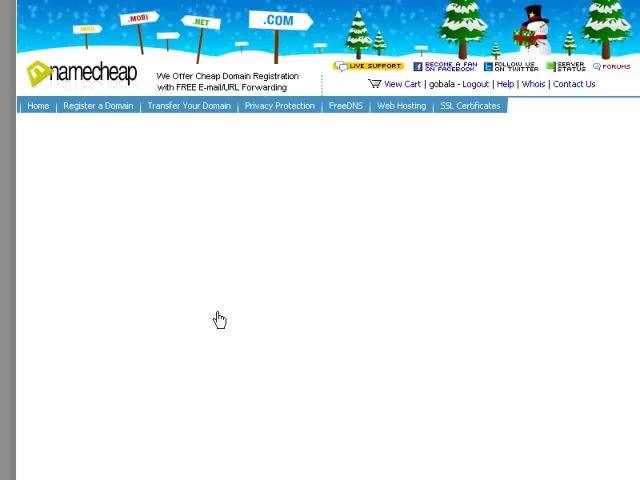 .INFO
.MOBI
.NET
.COM
namecheap
We Offer Cheap Domain Registration
with FREE E-mail/URL Forwarding
LIVE SUPPORT
BECOME A FAN
ON FACEBOOK
FOLLOW US
ON TWITTER
SERVER
STATUS
FORUMS
View Cart | gobala - Logout | Help | Whois | Contact Us
Home | Register a Domain | Transfer Your Domain | Privacy Protection | FreeDNS | Web Hosting | SSL Certificates